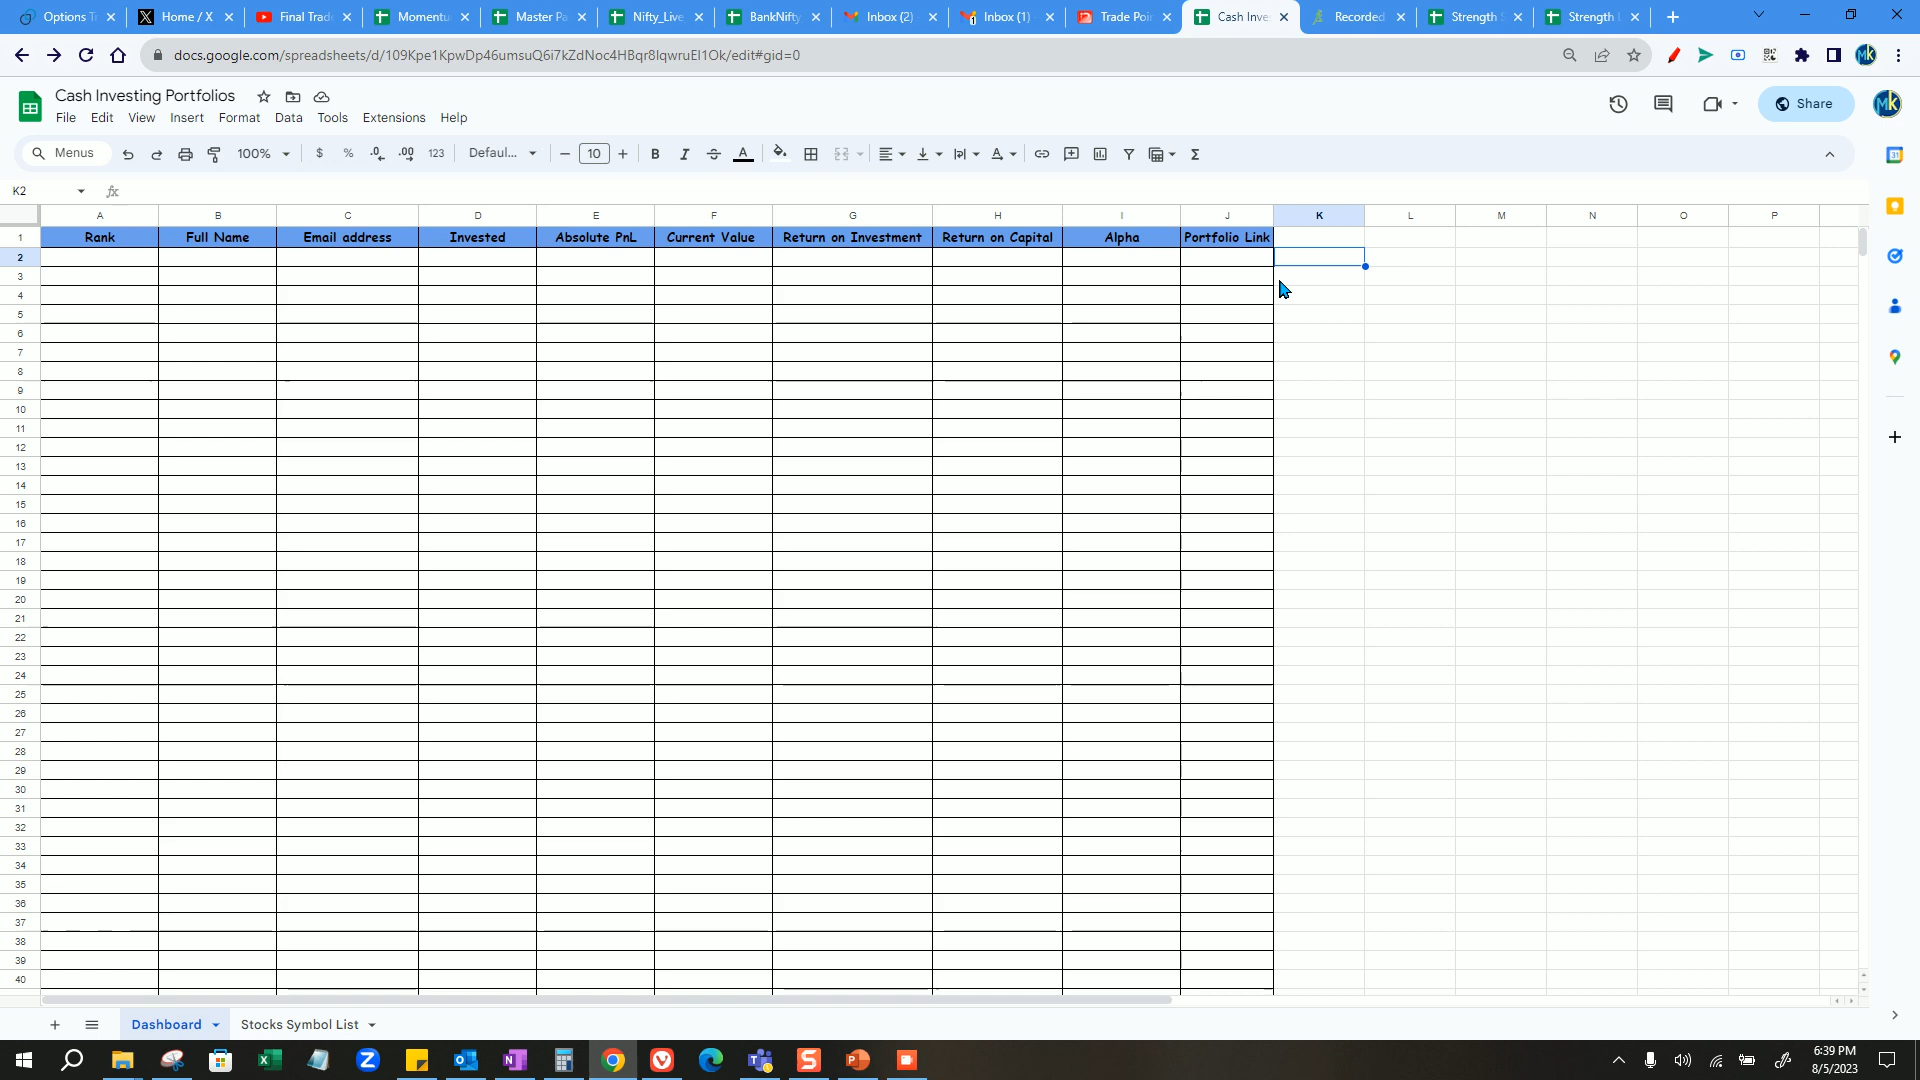 Options T
Home / X
Final Trad
Momentu
Master Pa
Nifty_Live
BankNifty
Inbox (2)
Inbox (1)
Trade Poi
Cash Inve
Recorded
Strength S
Strength
docs.google.com/spreadsheets/d/109Kpe1KpwDp46umsuQ6i7kZdNoc4HBqr8lqwruEl1Ok/edit#gid=0
Cash Investing Portfolios
File Edit View Insert Format Data Tools Extensions Help
Share
Menus 100% $ % .0 .00 123 Defaul... 10 B I
K2
A B C D E F G H I J K L M N O P
1 Rank Full Name Email address Invested Absolute PnL Current Value Return on Investment Return on Capital Alpha Portfolio Link
2
3
4
5
6
7
8
9
10
11
12
13
14
15
16
17
18
19
20
21
22
23
24
25
26
27
28
29
30
31
32
33
34
35
36
37
38
39
40
Dashboard Stocks Symbol List
6:39 PM
8/5/2023